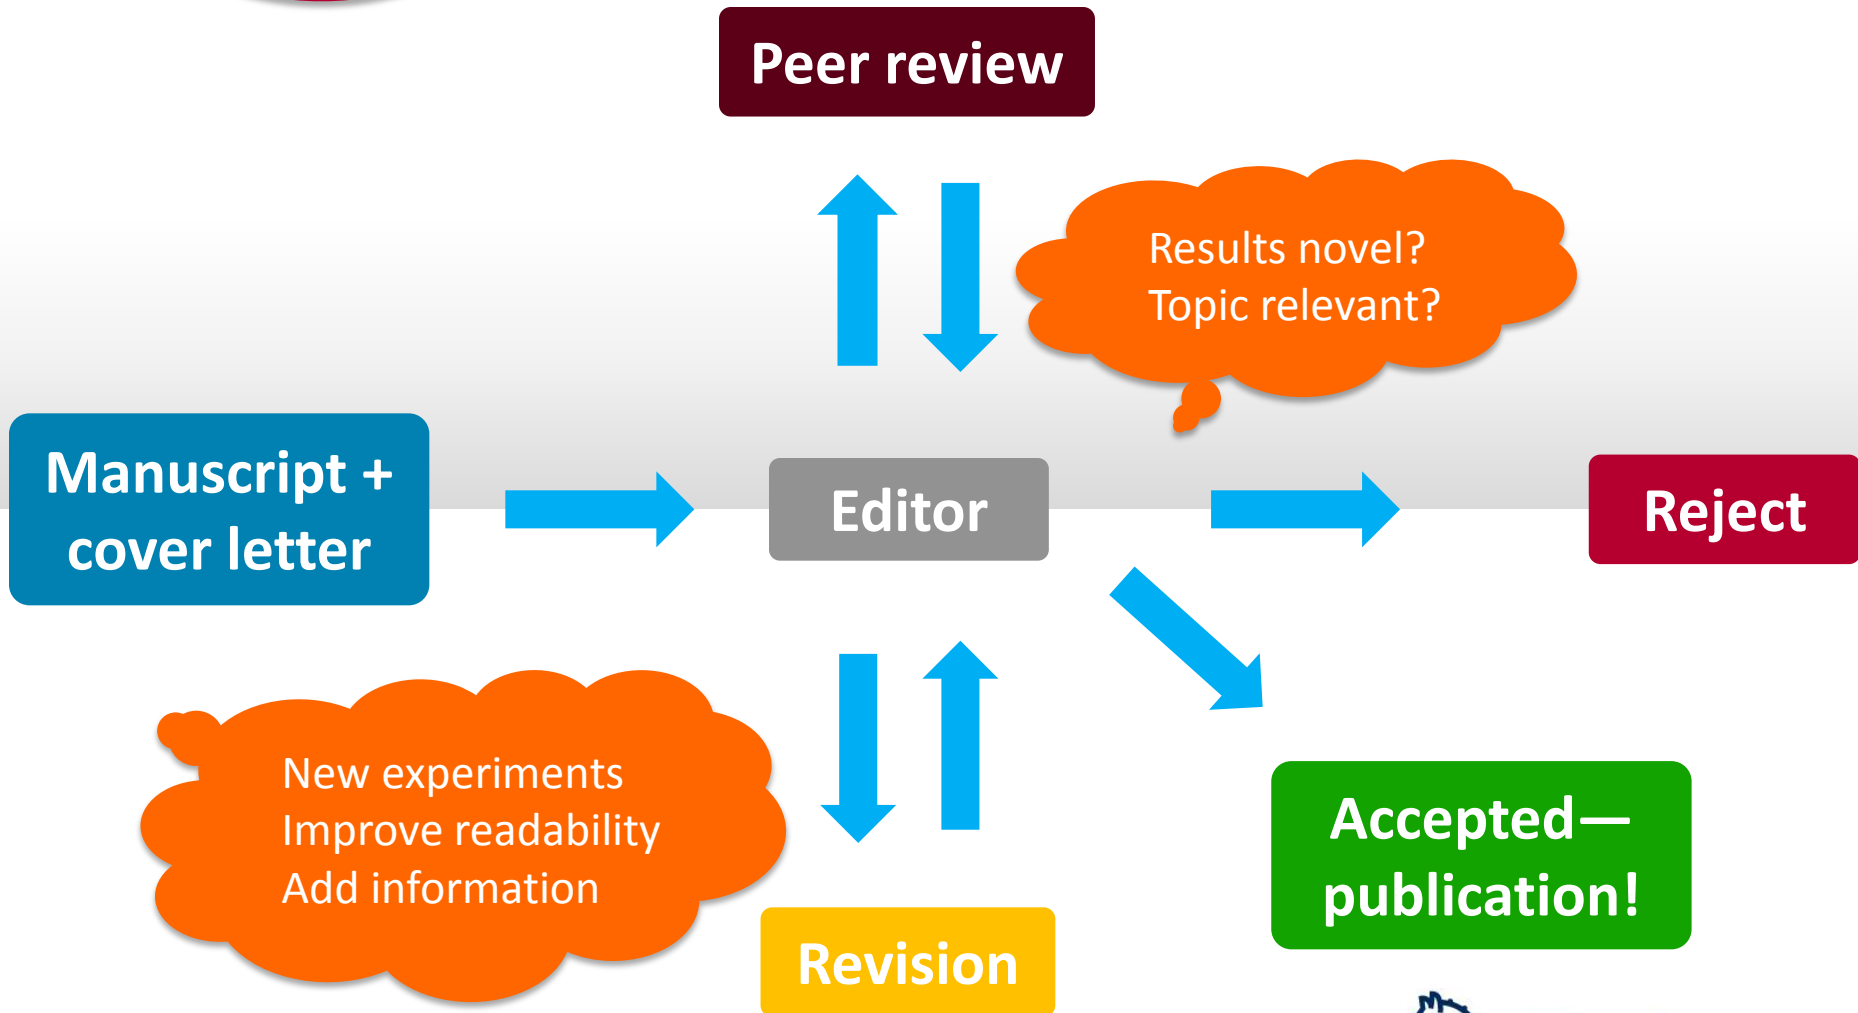 Peer review
Results novel?
Topic relevant?
Manuscript +
cover letter
Editor
Reject
New experiments
Improve readability
Add information
Accepted—
publication!
Revision